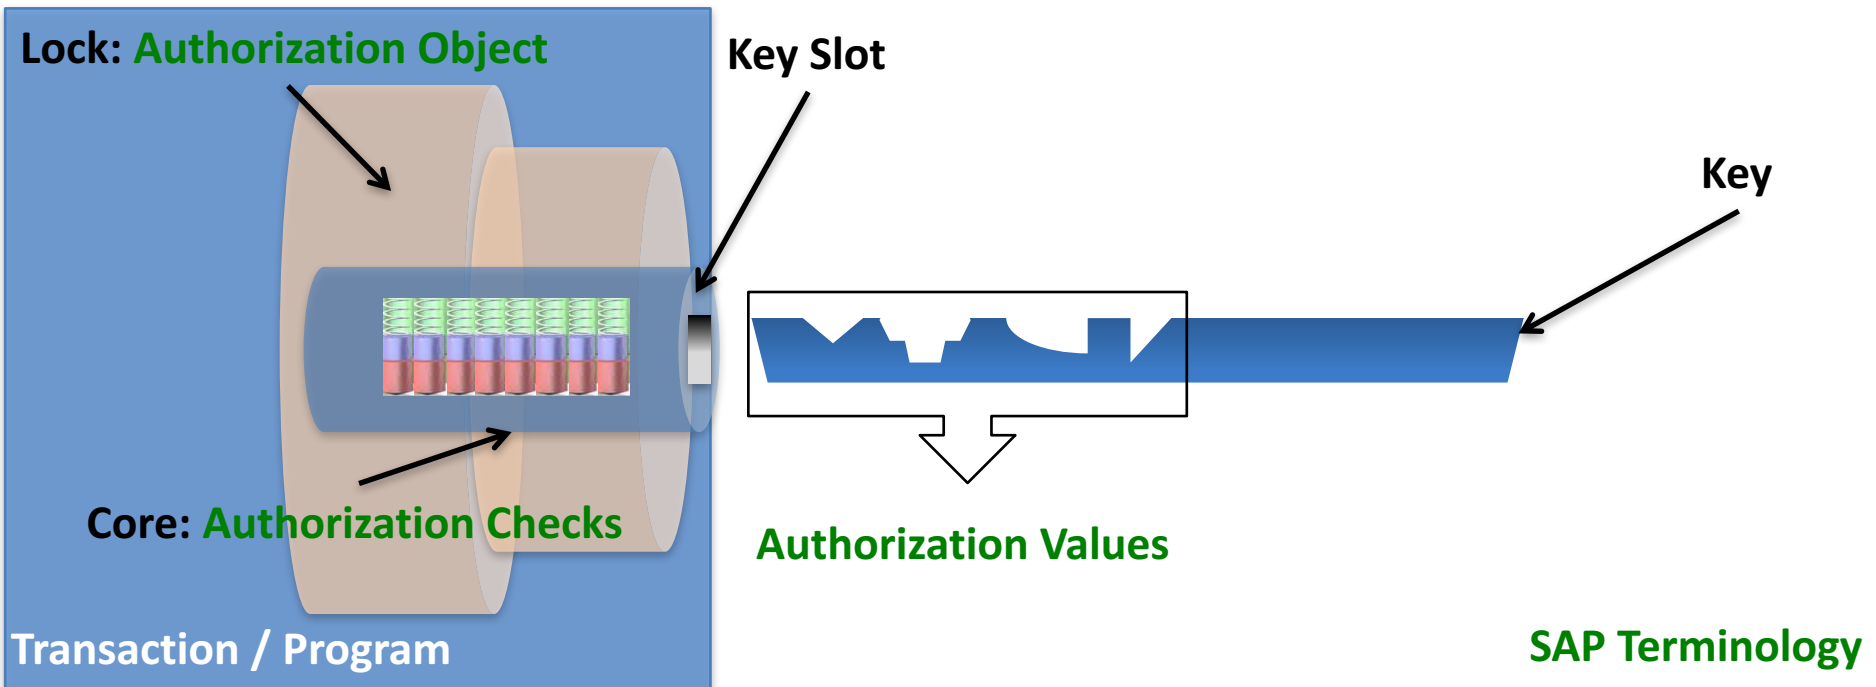 Lock: Authorization Object
Key Slot
Key
Core: Authorization Checks
Authorization Values
Transaction / Program
SAP Terminology